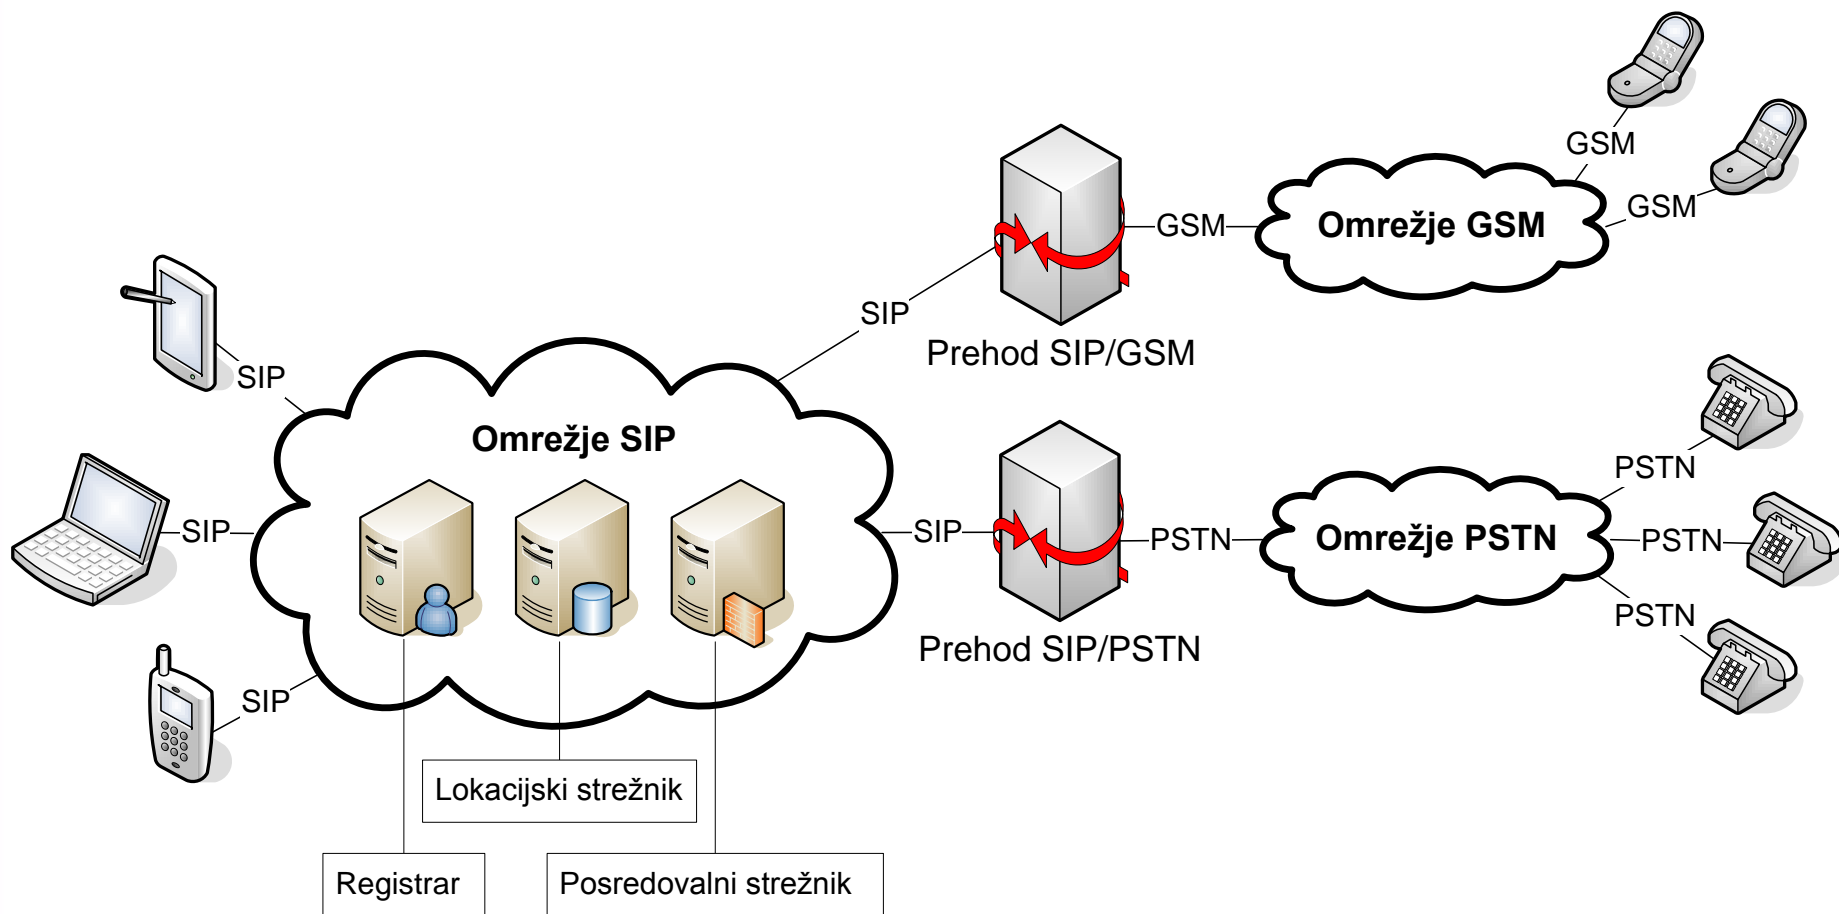 GSM
GSM
GSM
Omrežje GSM
SIP
Prehod SIP/GSM
SIP
Omrežje SIP
PSTN
SIP
SIP
PSTN
Omrežje PSTN
PSTN
PSTN
Prehod SIP/PSTN
SIP
Lokacijski strežnik
Registrar
Posredovalni strežnik